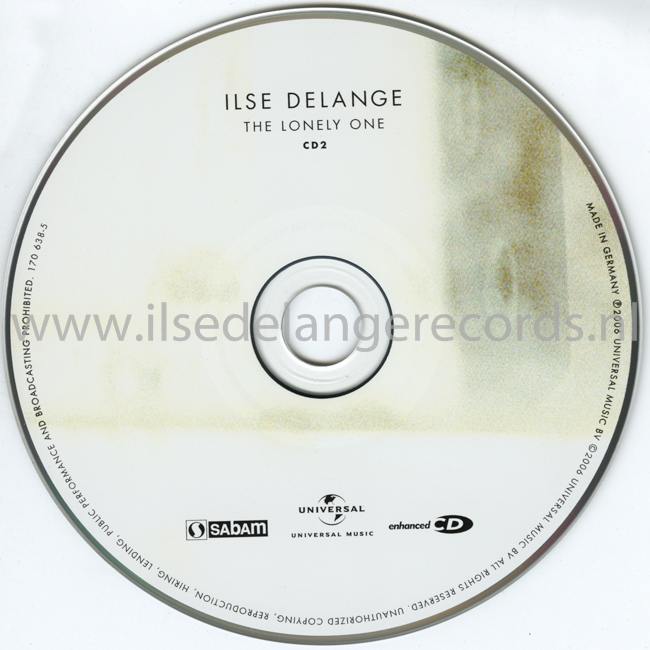 ILSE DELANGE
THE LONELY ONE
CD2
MADE IN GERMANY ℗2006 UNIVERSAL MUSIC BV ©2006 UNIVERSAL MUSIC BV ALL RIGHTS RESERVED. UNAUTHORIZED COPYING, REPRODUCTION, HIRING, LENDING, PUBLIC PERFORMANCE AND BROADCASTING PROHIBITED. 170 638-5
www.ilsedelangerecords.nl
S sabam
UNIVERSAL
UNIVERSAL MUSIC
enhanced CD